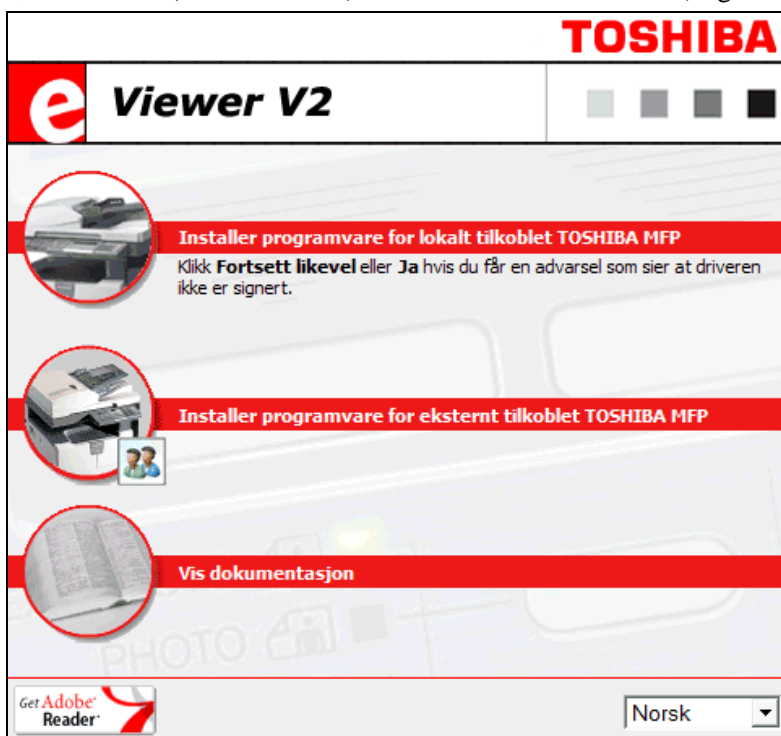 TOSHIBA
e Viewer V2
Installer programvare for lokalt tilkoblet TOSHIBA MFP
Klikk Fortsett likevel eller Ja hvis du får en advarsel som sier at driveren
ikke er signert.
Installer programvare for eksternt tilkoblet TOSHIBA MFP
Vis dokumentasjon
PHOTO
Get Adobe
Reader
Norsk